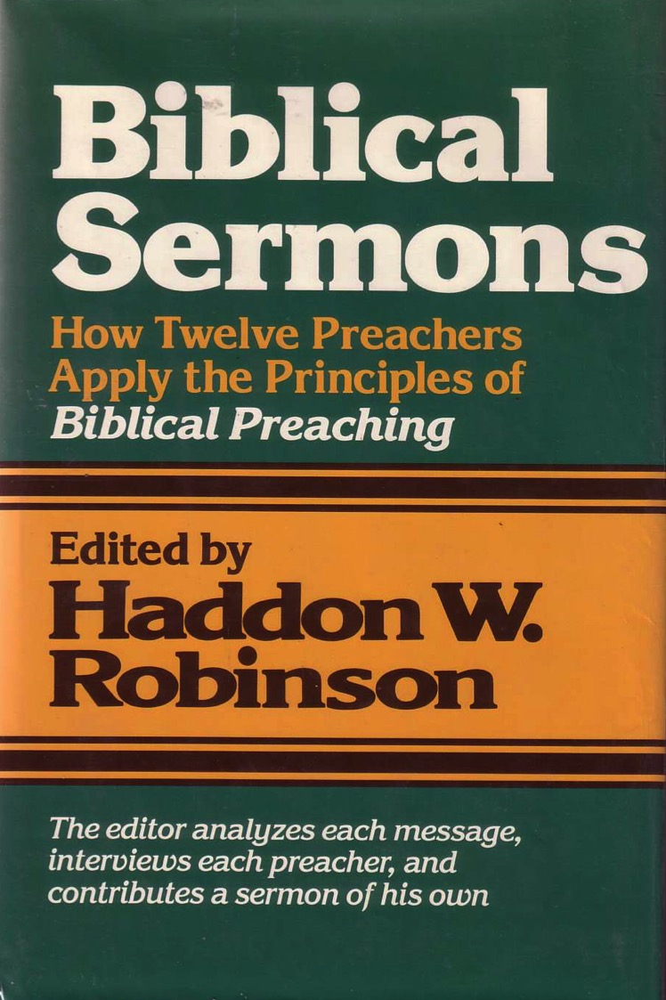 Biblical
Sermons
How Twelve Preachers
Apply the Principles of
Biblical Preaching
Edited by
Haddon W.
Robinson
The editor analyzes each message,
interviews each preacher, and
contributes a sermon of his own